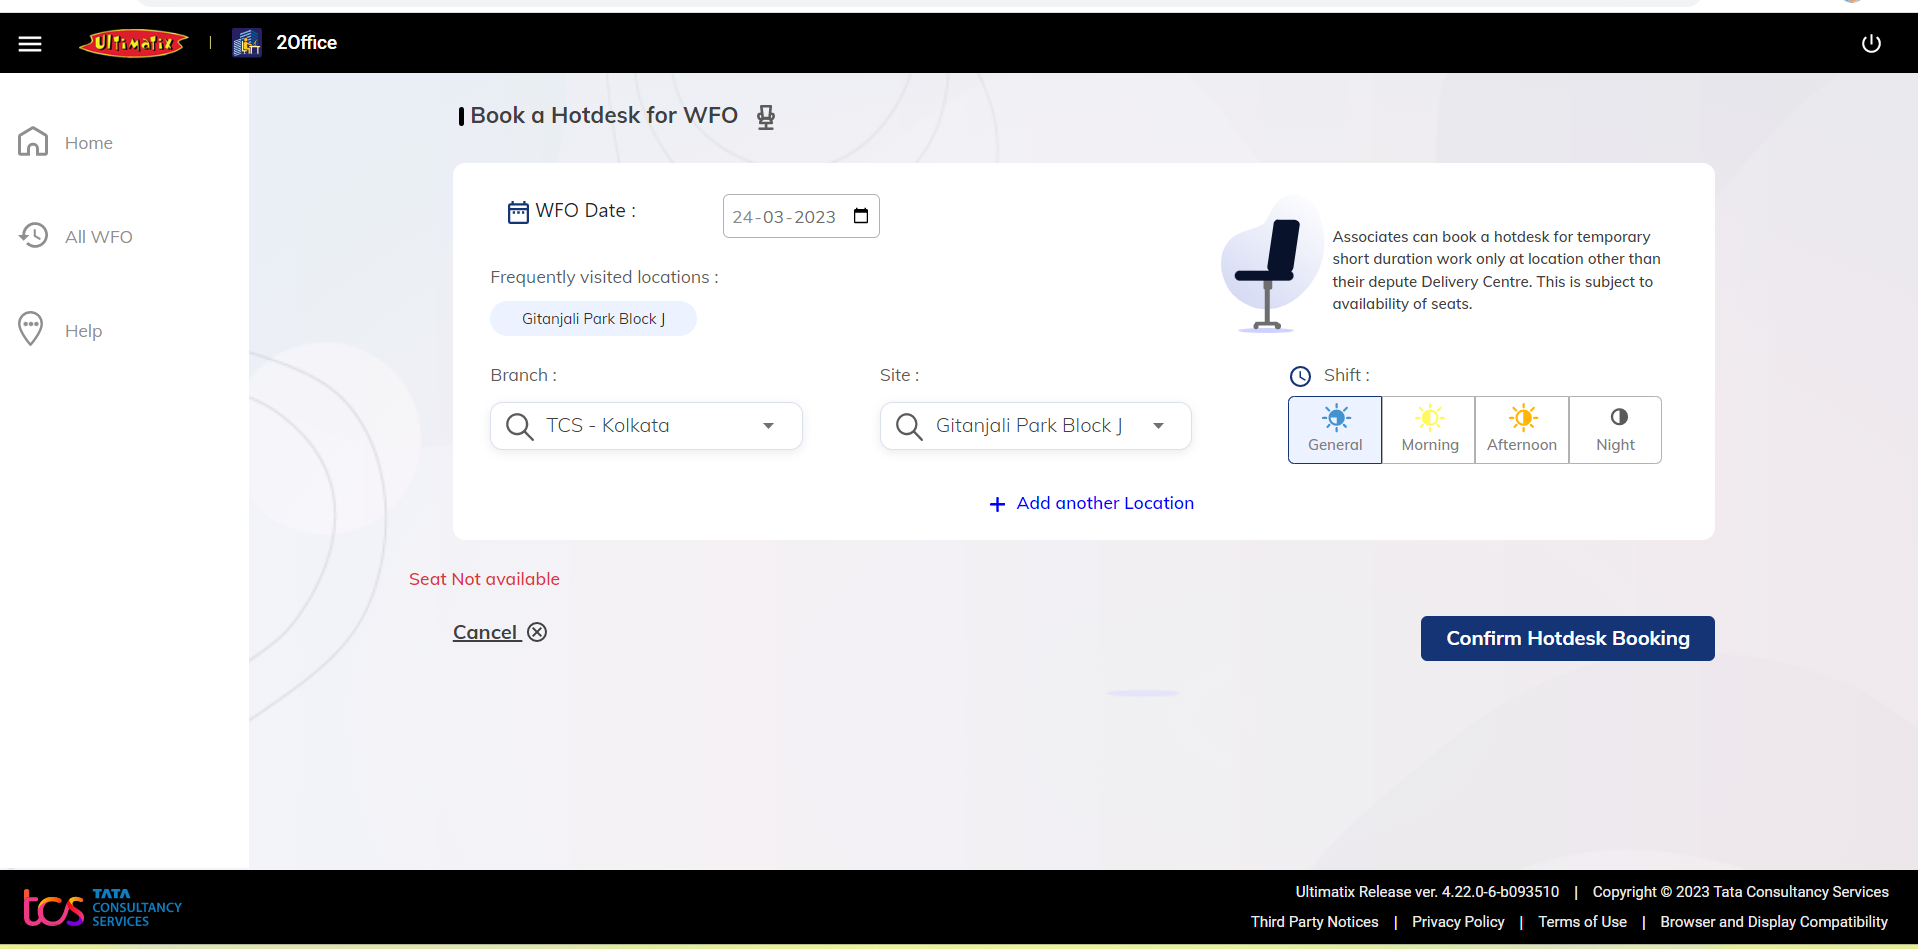 Ultimatix | 2Office
Home
All WFO
Help
Book a Hotdesk for WFO
WFO Date :
24-03-2023
Associates can book a hotdesk for temporary
short duration work only at location other than
their depute Delivery Centre. This is subject to
availability of seats.
Frequently visited locations :
Gitanjali Park Block J
Branch :
TCS - Kolkata
Site :
Gitanjali Park Block J
Shift :
General Morning Afternoon Night
+ Add another Location
Seat Not available
Cancel
Confirm Hotdesk Booking
tcs TATA
CONSULTANCY
SERVICES
Ultimatix Release ver. 4.22.0-6-b093510 | Copyright © 2023 Tata Consultancy Services
Third Party Notices | Privacy Policy | Terms of Use | Browser and Display Compatibility